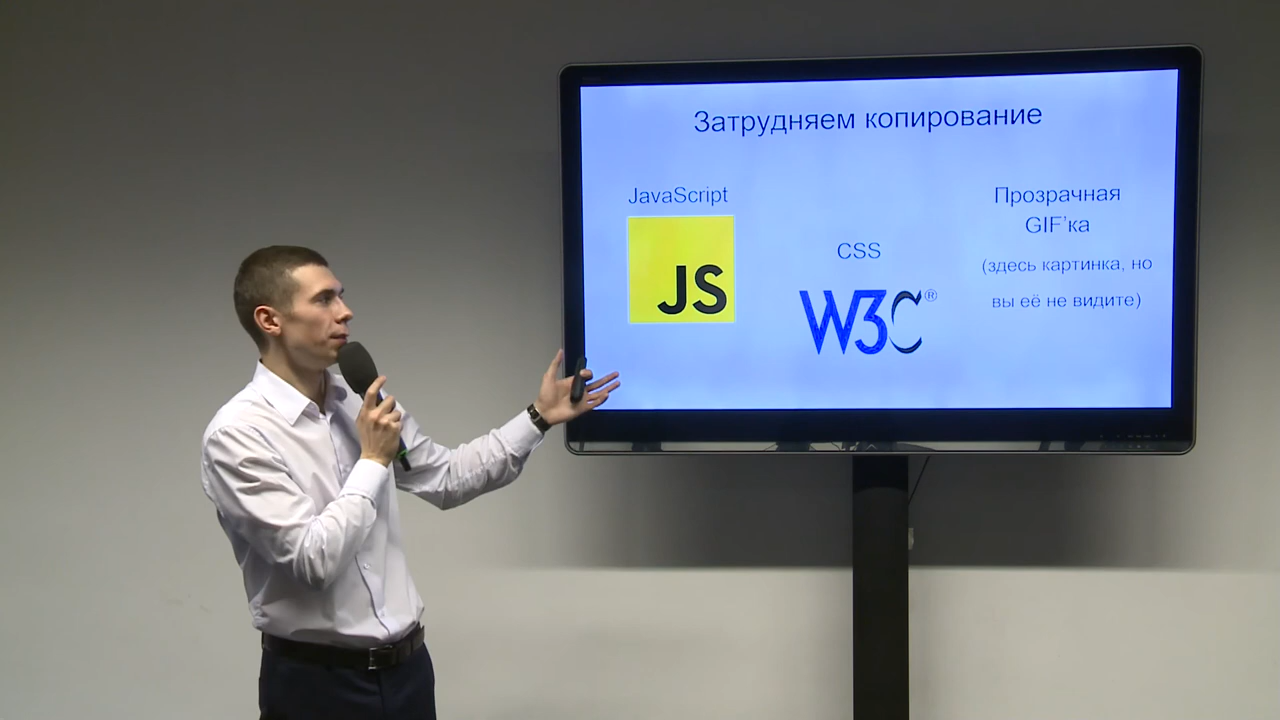 Затрудняем копирование
JavaScript
JS
CSS
W3C®
Прозрачная
GIF'ка
(здесь картинка, но
вы её не видите)